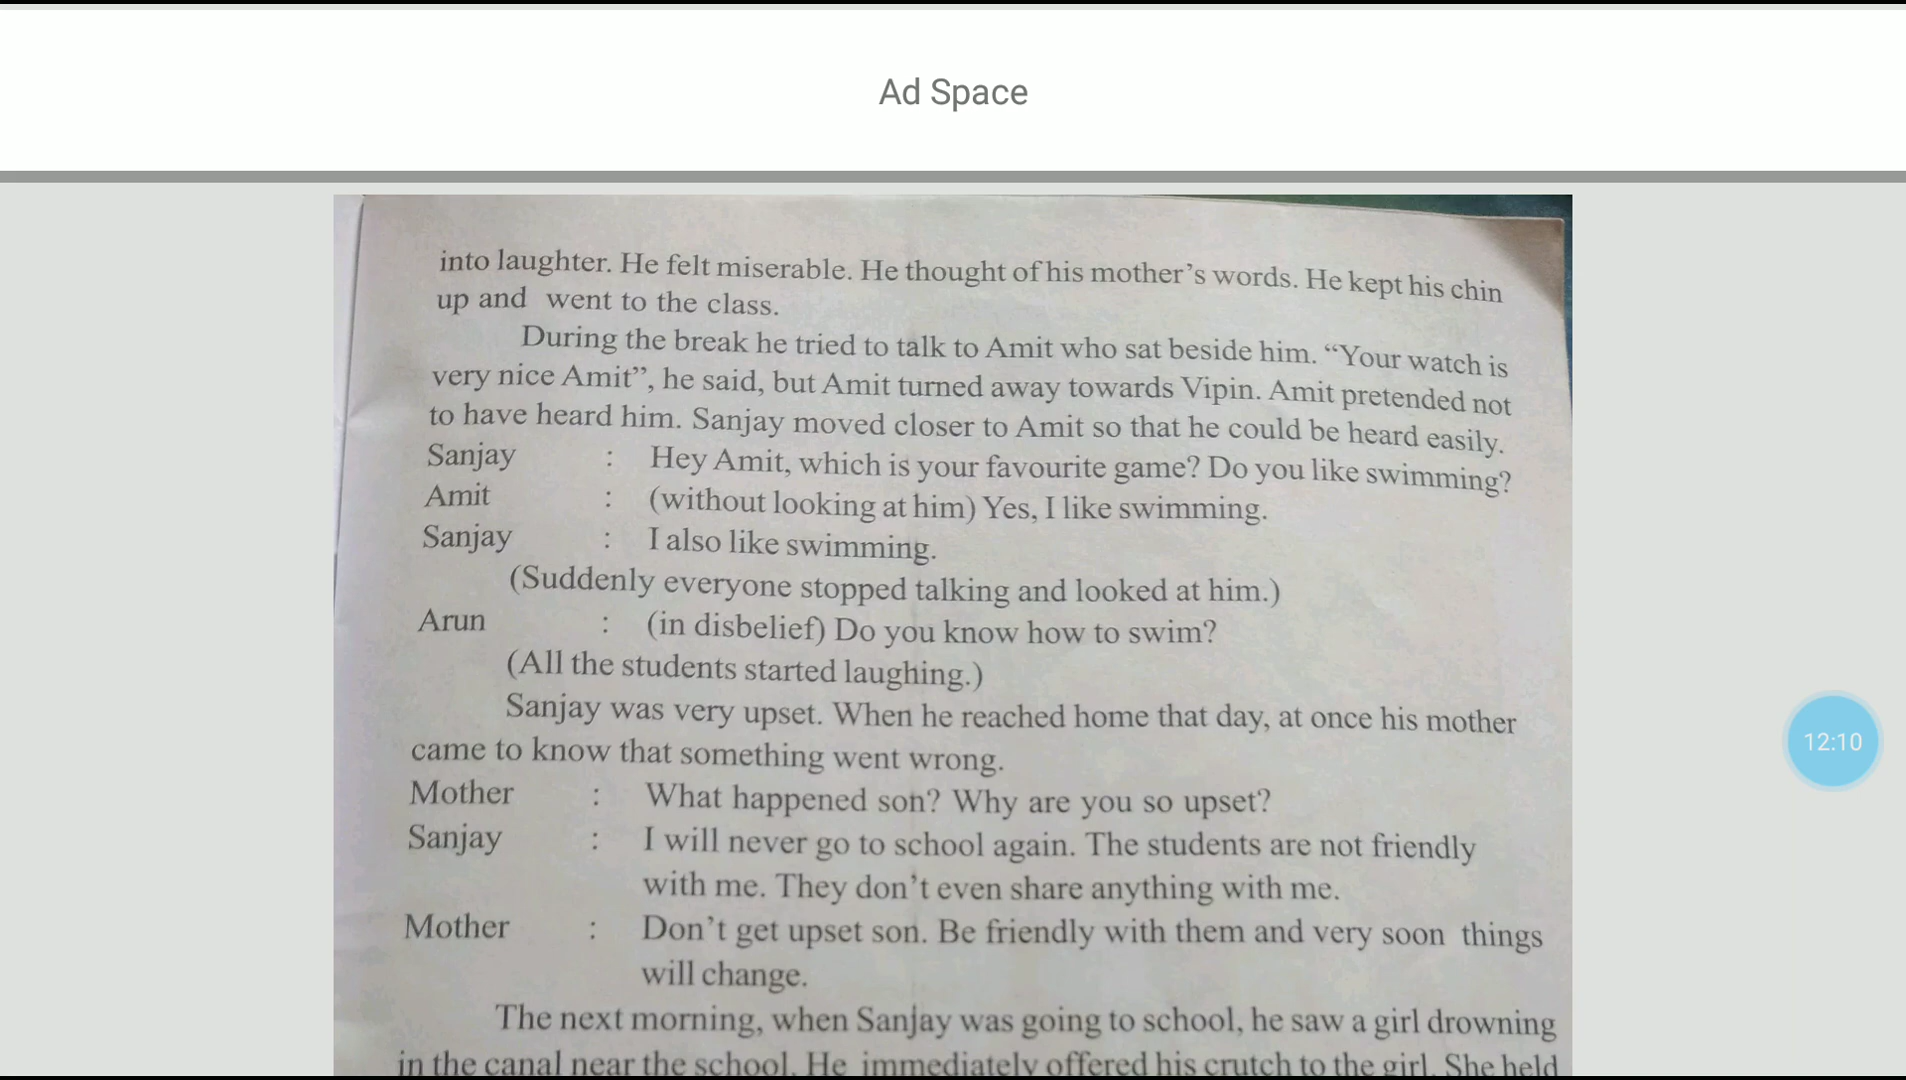 Ad Space
into laughter. He felt miserable. He thought of his mother's words. He kept his chin
up and went to the class.
During the break he tried to talk to Amit who sat beside him. “Your watch is
very nice Amit”, he said, but Amit turned away towards Vipin. Amit pretended not
to have heard him. Sanjay moved closer to Amit so that he could be heard easily.
Sanjay : Hey Amit, which is your favourite game? Do you like swimming?
Amit : (without looking at him) Yes, I like swimming.
Sanjay : I also like swimming.
(Suddenly everyone stopped talking and looked at him.)
Arun : (in disbelief) Do you know how to swim?
(All the students started laughing.)
Sanjay was very upset. When he reached home that day, at once his mother
came to know that something went wrong.
Mother : What happened son? Why are you so upset?
Sanjay : I will never go to school again. The students are not friendly
with me. They don't even share anything with me.
Mother : Don't get upset son. Be friendly with them and very soon things
will change.
The next morning, when Sanjay was going to school, he saw a girl drowning
in the canal near the school. He immediately offered his crutch to the girl. She held
12:10